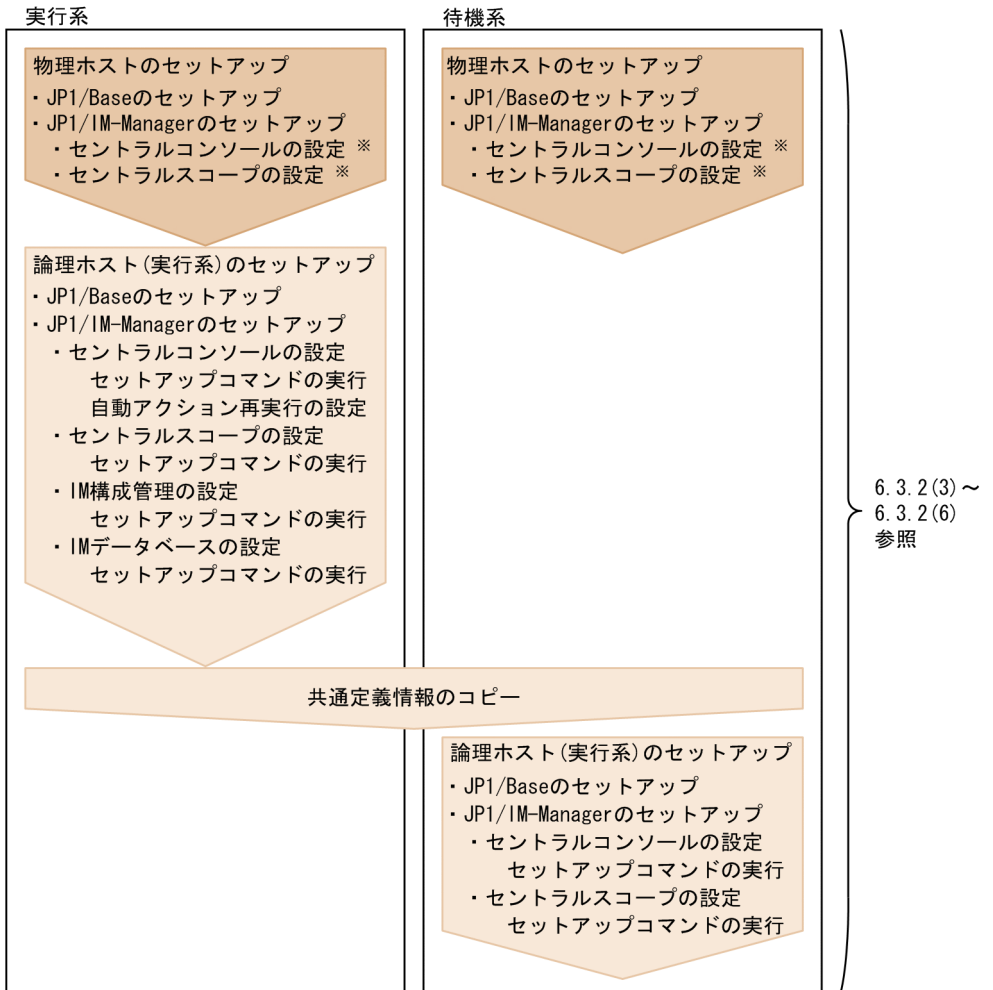 実行系
物理ホストのセットアップ
・JP1/Baseのセットアップ
・JP1/IM-Managerのセットアップ
・セントラルコンソールの設定 ※
・セントラルスコープの設定 ※
論理ホスト(実行系)のセットアップ
・JP1/Baseのセットアップ
・JP1/IM-Managerのセットアップ
・セントラルコンソールの設定
セットアップコマンドの実行
自動アクション再実行の設定
・セントラルスコープの設定
セットアップコマンドの実行
・IM構成管理の設定
セットアップコマンドの実行
・IMデータベースの設定
セットアップコマンドの実行
待機系
物理ホストのセットアップ
・JP1/Baseのセットアップ
・JP1/IM-Managerのセットアップ
・セントラルコンソールの設定 ※
・セントラルスコープの設定 ※
共通定義情報のコピー
論理ホスト(実行系)のセットアップ
・JP1/Baseのセットアップ
・JP1/IM-Managerのセットアップ
・セントラルコンソールの設定
セットアップコマンドの実行
・セントラルスコープの設定
セットアップコマンドの実行
6.3.2(3)～
6.3.2(6)
参照